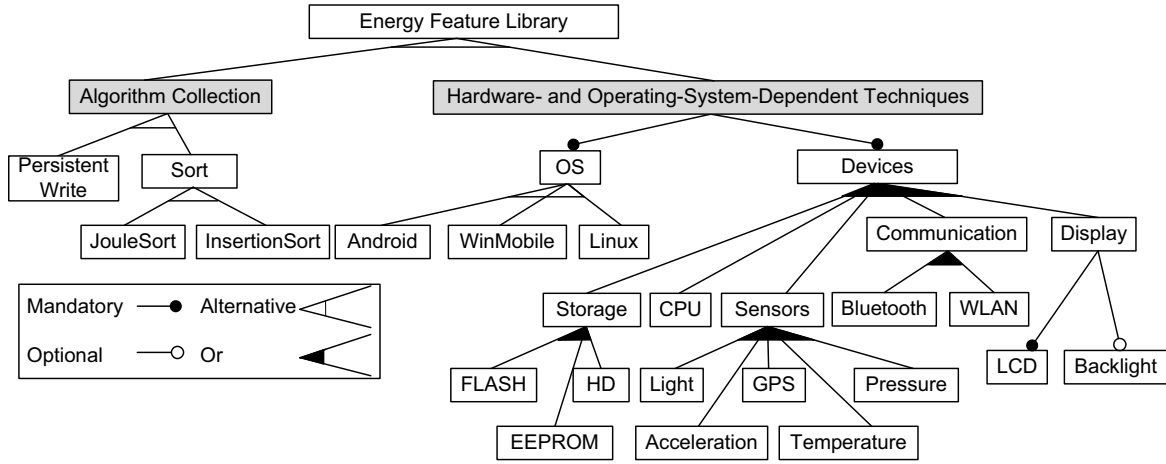 Energy Feature Library
Algorithm Collection
Hardware- and Operating-System-Dependent Techniques
Persistent
Write
Sort
OS
Devices
JouleSort
InsertionSort
Android
WinMobile
Linux
Communication
Display
Mandatory
Alternative
Optional
Or
Storage
CPU
Sensors
Bluetooth
WLAN
FLASH
HD
Light
GPS
Pressure
LCD
Backlight
EEPROM
Acceleration
Temperature